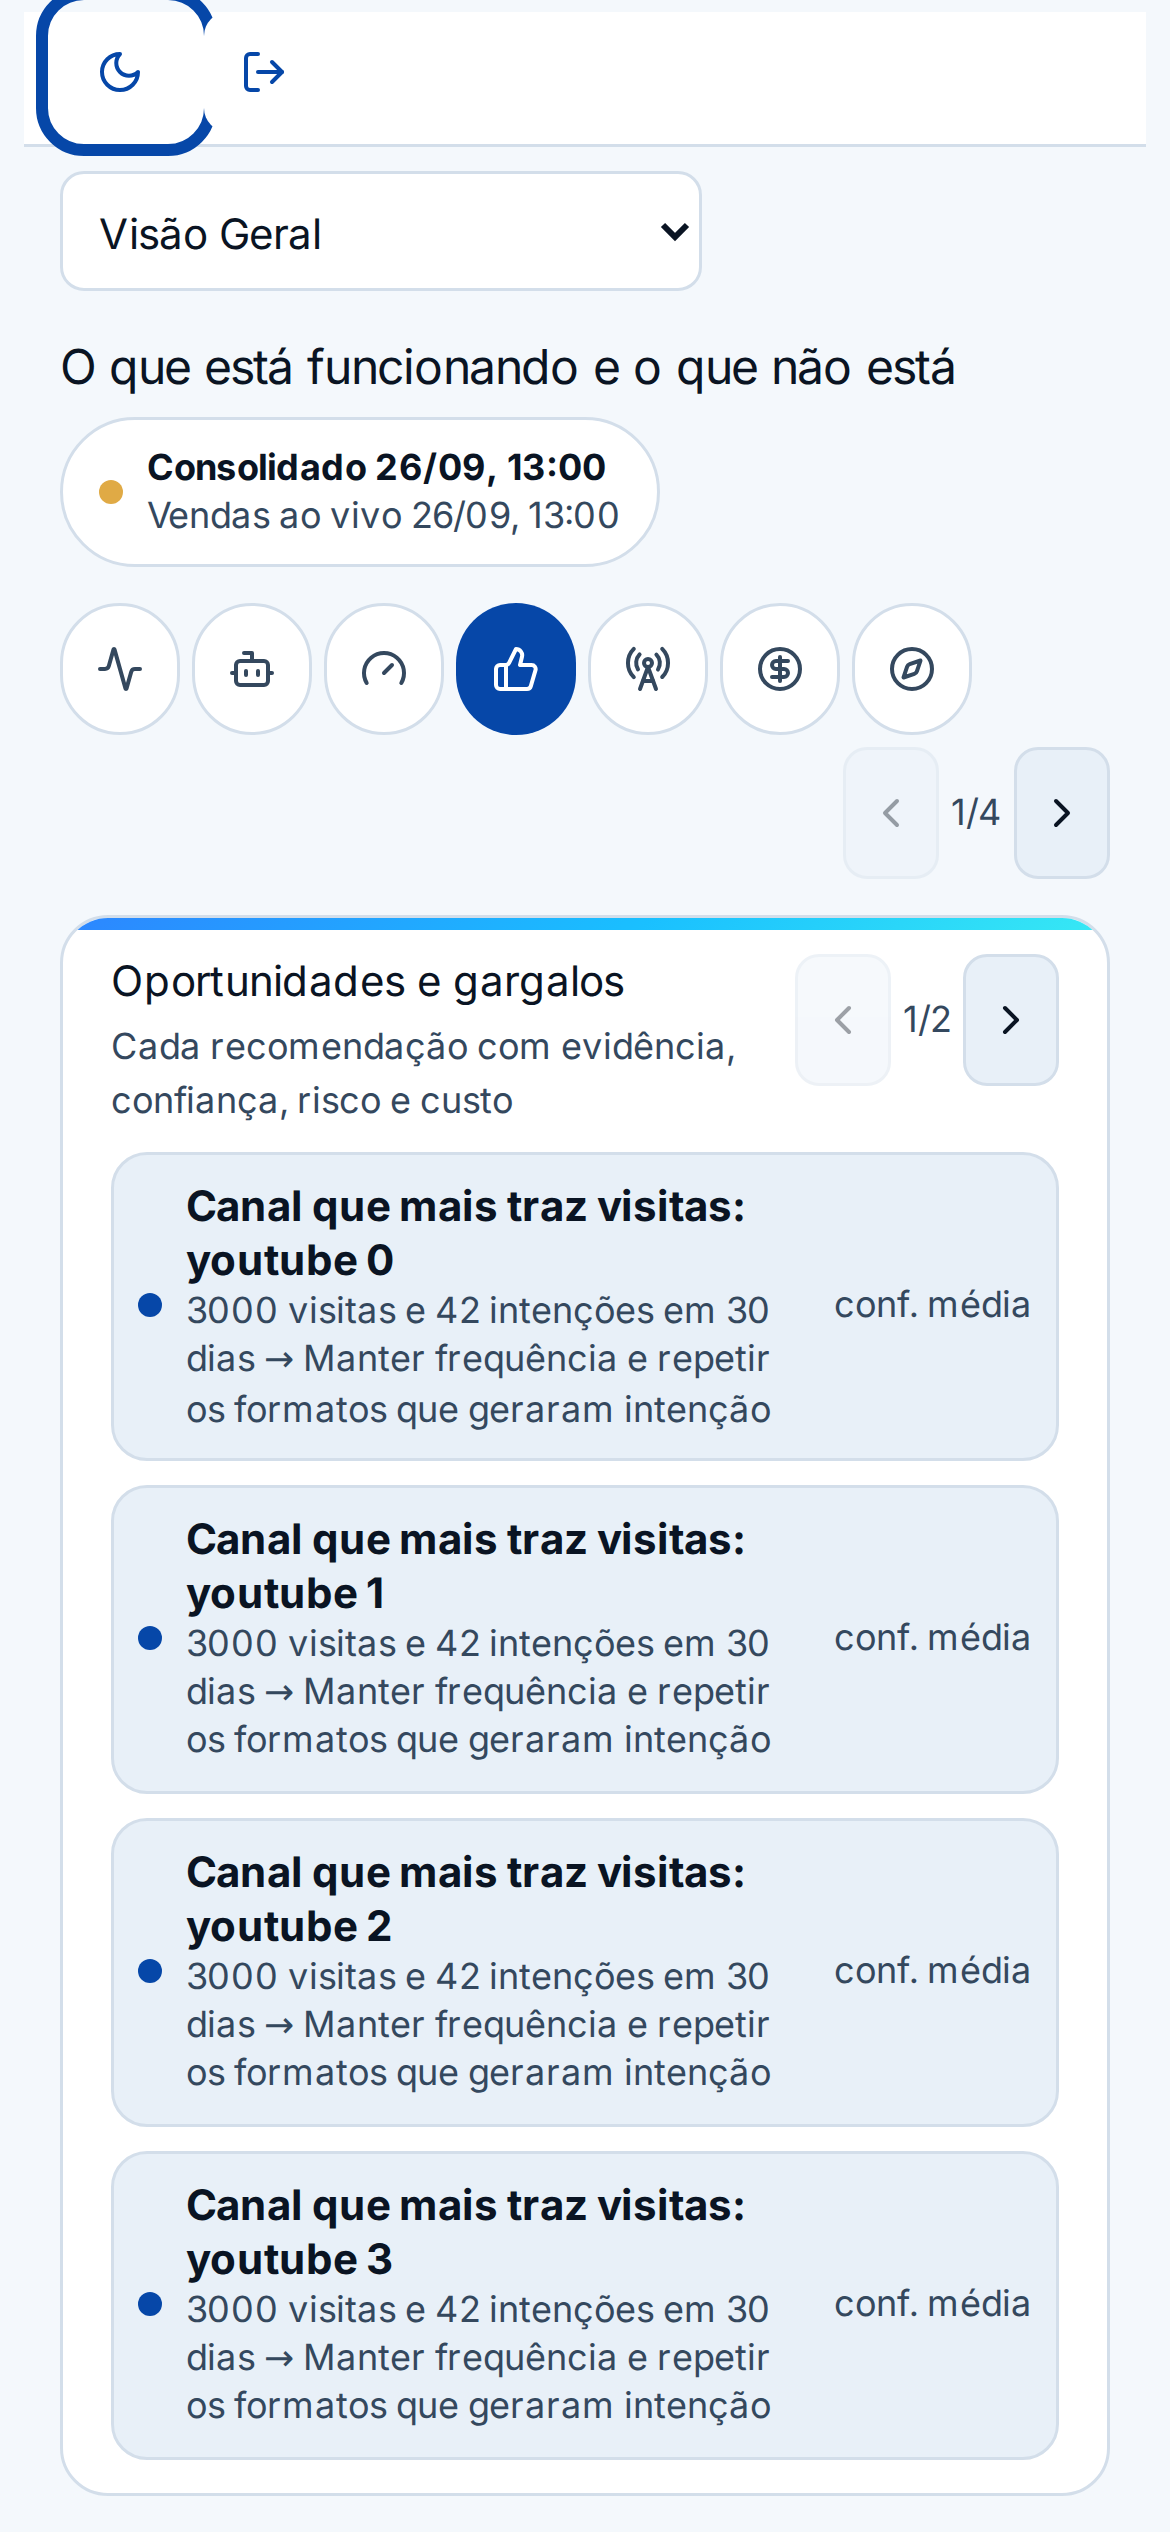 Visão Geral
O que está funcionando e o que não está
Consolidado 26/09, 13:00
Vendas ao vivo 26/09, 13:00
1/4
Oportunidades e gargalos
1/2
Cada recomendação com evidência,
confiança, risco e custo
Canal que mais traz visitas:
youtube 0
3000 visitas e 42 intenções em 30
dias → Manter frequência e repetir
os formatos que geraram intenção
conf. média
Canal que mais traz visitas:
youtube 1
3000 visitas e 42 intenções em 30
dias → Manter frequência e repetir
os formatos que geraram intenção
conf. média
Canal que mais traz visitas:
youtube 2
3000 visitas e 42 intenções em 30
dias → Manter frequência e repetir
os formatos que geraram intenção
conf. média
Canal que mais traz visitas:
youtube 3
3000 visitas e 42 intenções em 30
dias → Manter frequência e repetir
os formatos que geraram intenção
conf. média